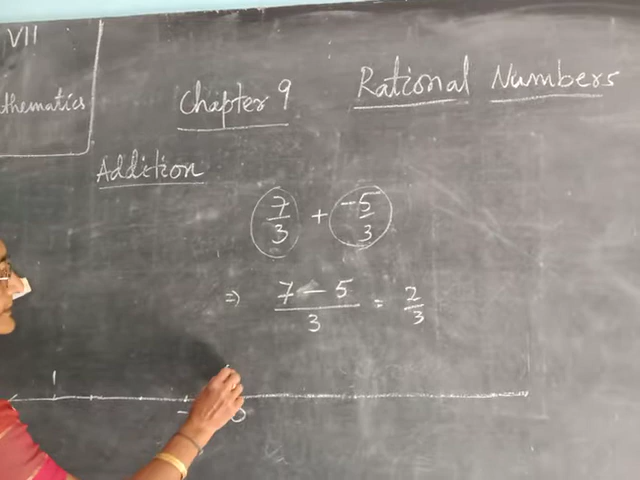 VII
thematics
Chapter 9 Rational Numbers
Addition
7/3 + -5/3
⇒ 7 - 5/3 = 2/3